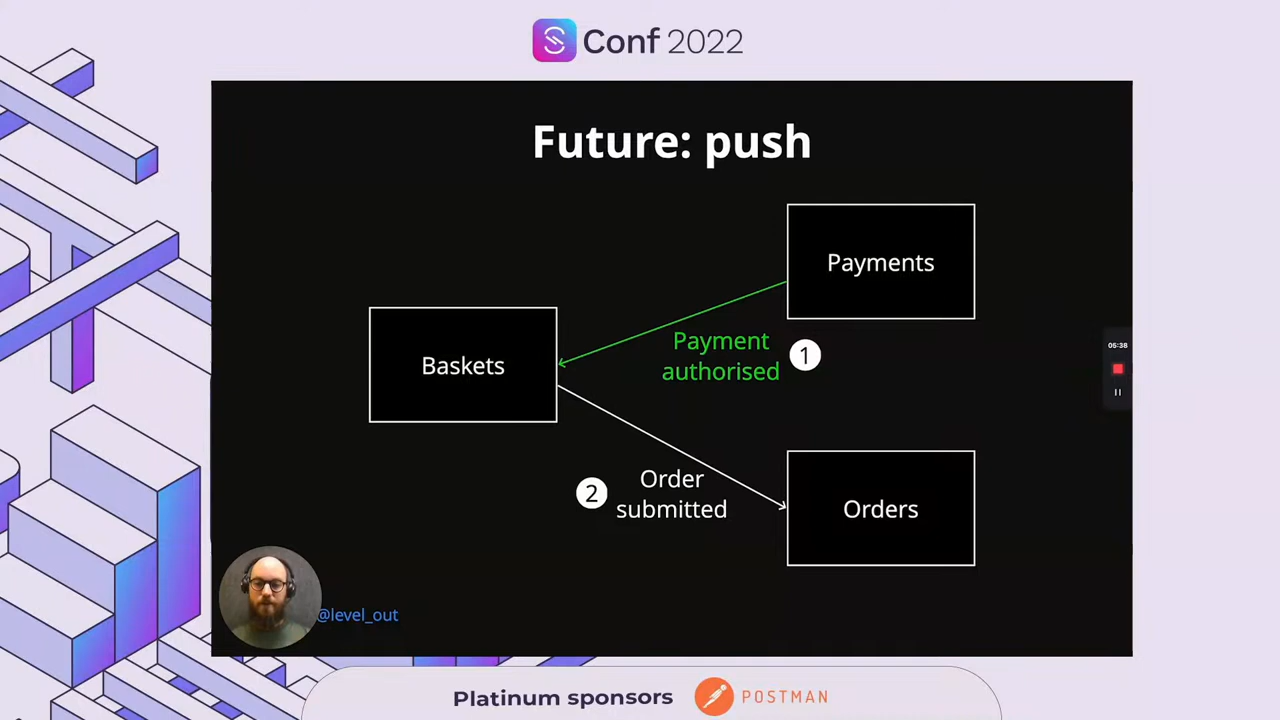 Conf 2022
Future: push
Payments
Payment
authorised
1
Baskets
05:38
2
Order
submitted
Orders
@level_out
Platinum sponsors
POSTMAN